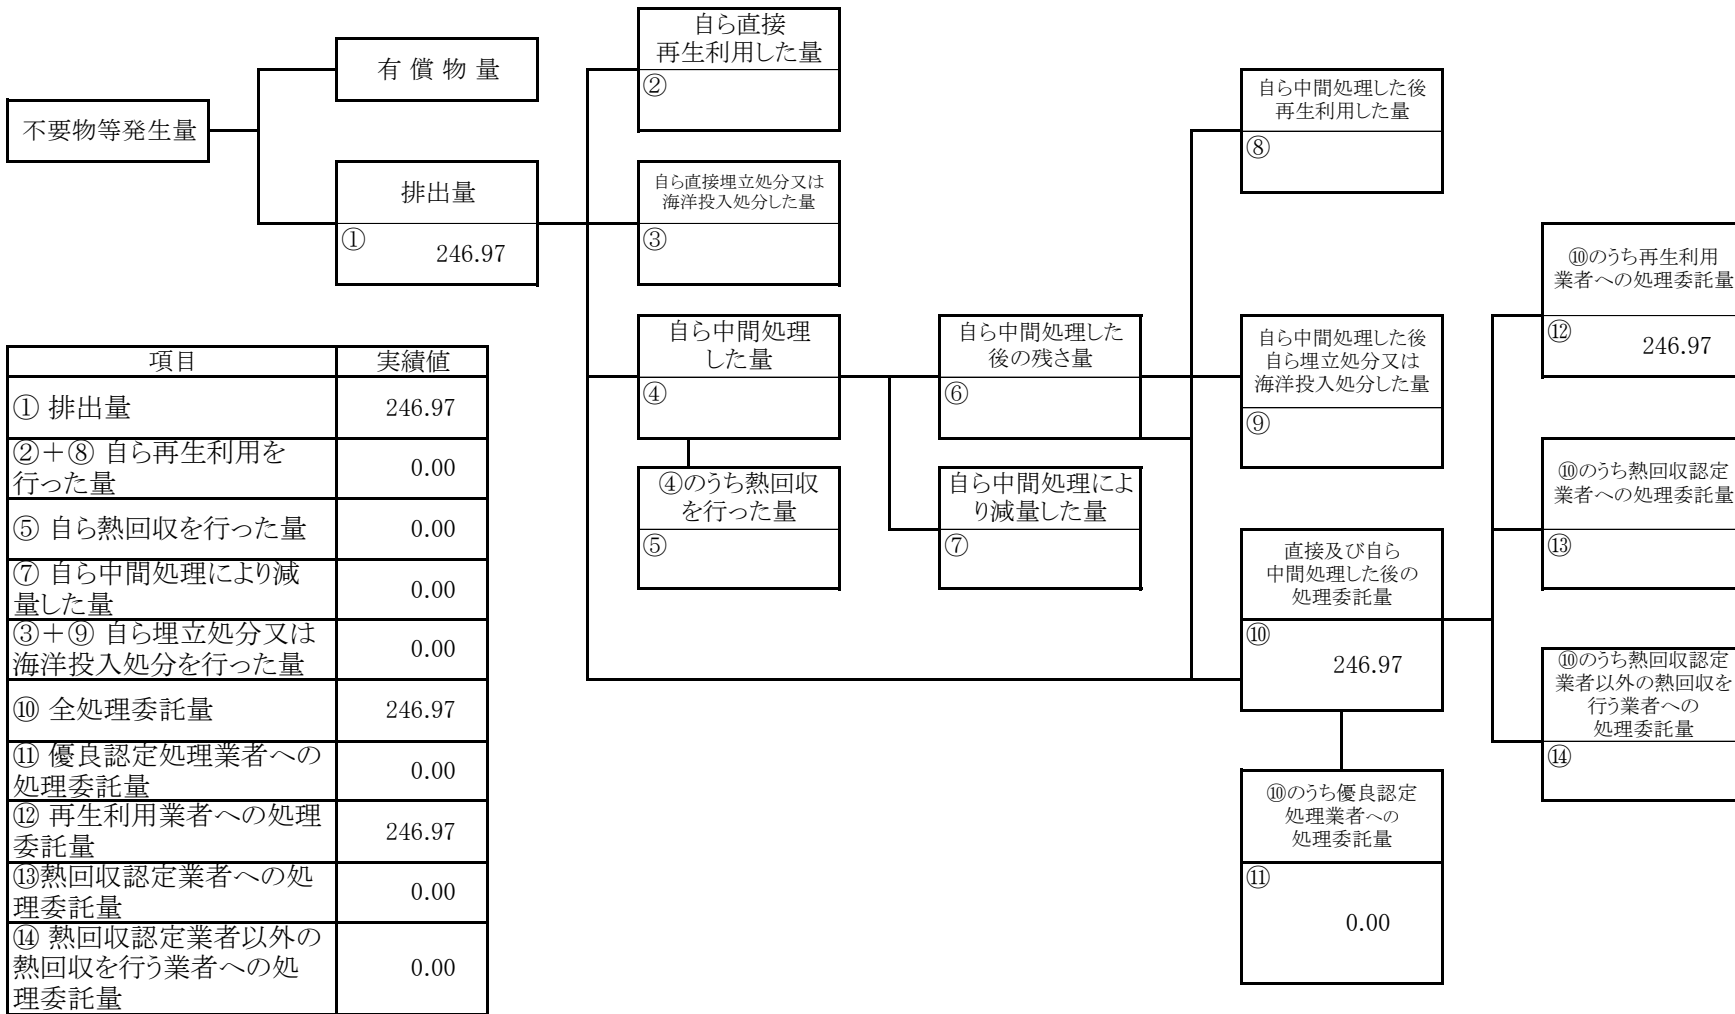 不要物等発生量
有 償 物 量
排出量
①
246.97
自ら直接
再生利用した量
②
自ら直接埋立処分又は
海洋投入処分した量
③
自ら中間処理
した量
④
④のうち熱回収
を行った量
⑤
自ら中間処理した
後の残さ量
⑥
自ら中間処理によ
り減量した量
⑦
自ら中間処理した後
再生利用した量
⑧
自ら中間処理した後
自ら埋立処分又は
海洋投入処分した量
⑨
直接及び自ら
中間処理した後の
処理委託量
⑩
246.97
⑩のうち優良認定
処理業者への
処理委託量
⑪
0.00
⑩のうち再生利用
業者への処理委託量
⑫
246.97
⑩のうち熱回収認定
業者への処理委託量
⑬
⑩のうち熱回収認定
業者以外の熱回収を
行う業者への
処理委託量
⑭
項目 実績値
① 排出量 246.97
②+⑧ 自ら再生利用を
行った量 0.00
⑤ 自ら熱回収を行った量 0.00
⑦ 自ら中間処理により減
量した量 0.00
③+⑨ 自ら埋立処分又は
海洋投入処分を行った量 0.00
⑩ 全処理委託量 246.97
⑪ 優良認定処理業者への
処理委託量 0.00
⑫ 再生利用業者への処理
委託量 246.97
⑬熱回収認定業者への処
理委託量 0.00
⑭ 熱回収認定業者以外の
熱回収を行う業者への処
理委託量 0.00